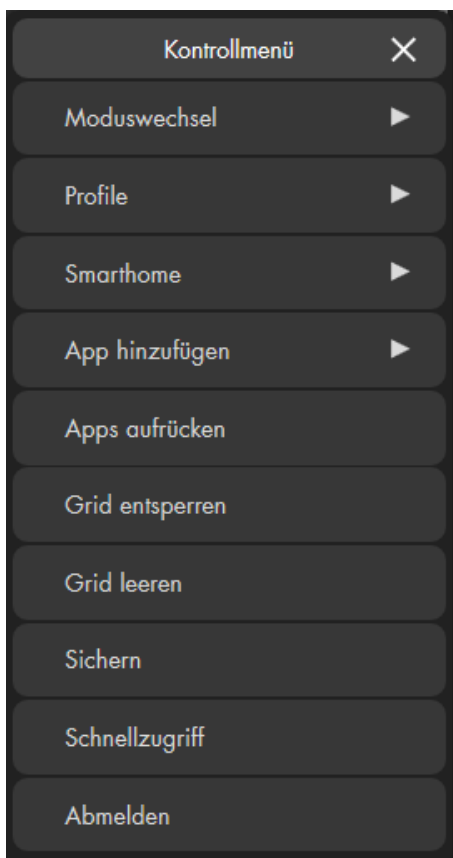 Kontrollmenü
Moduswechsel
Profile
Smarthome
App hinzufügen
Apps aufrücken
Grid entsperren
Grid leeren
Sichern
Schnellzugriff
Abmelden